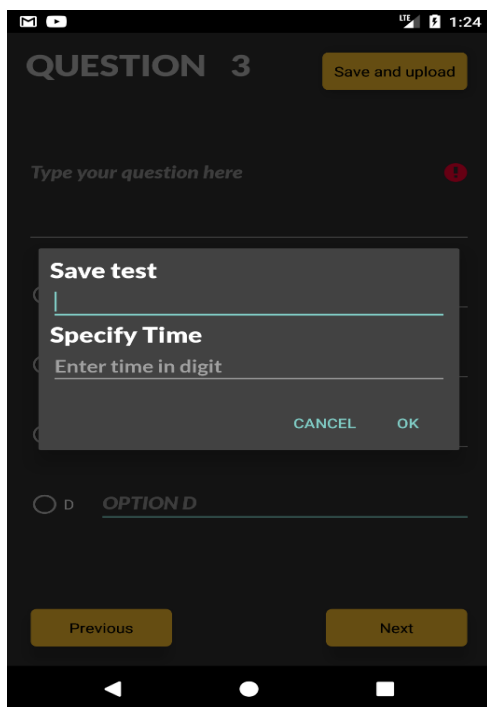 LTE 1:24
QUESTION 3
Save and upload
Type your question here
Save test
Specify Time
Enter time in digit
CANCEL OK
D OPTION D
Previous Next